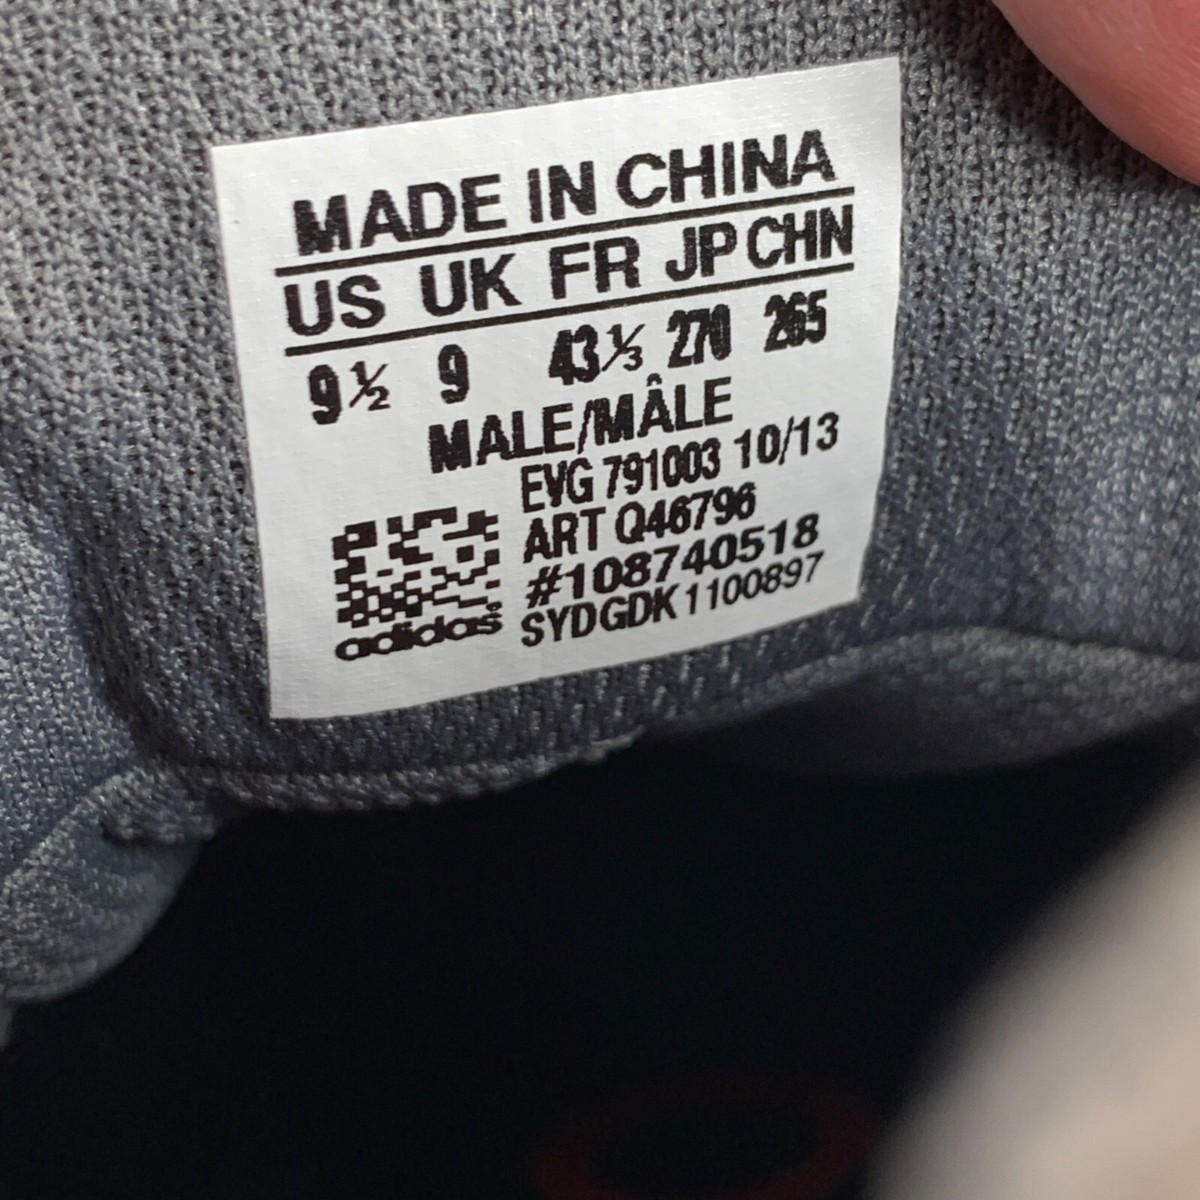 MADE IN CHINA
US UK FR JP CHN
9½ 9 43⅓ 270 265
MALE/MÂLE
EVG 791003 10/13
ART Q46796
#108740518
SYDGDK1100897
adidas®